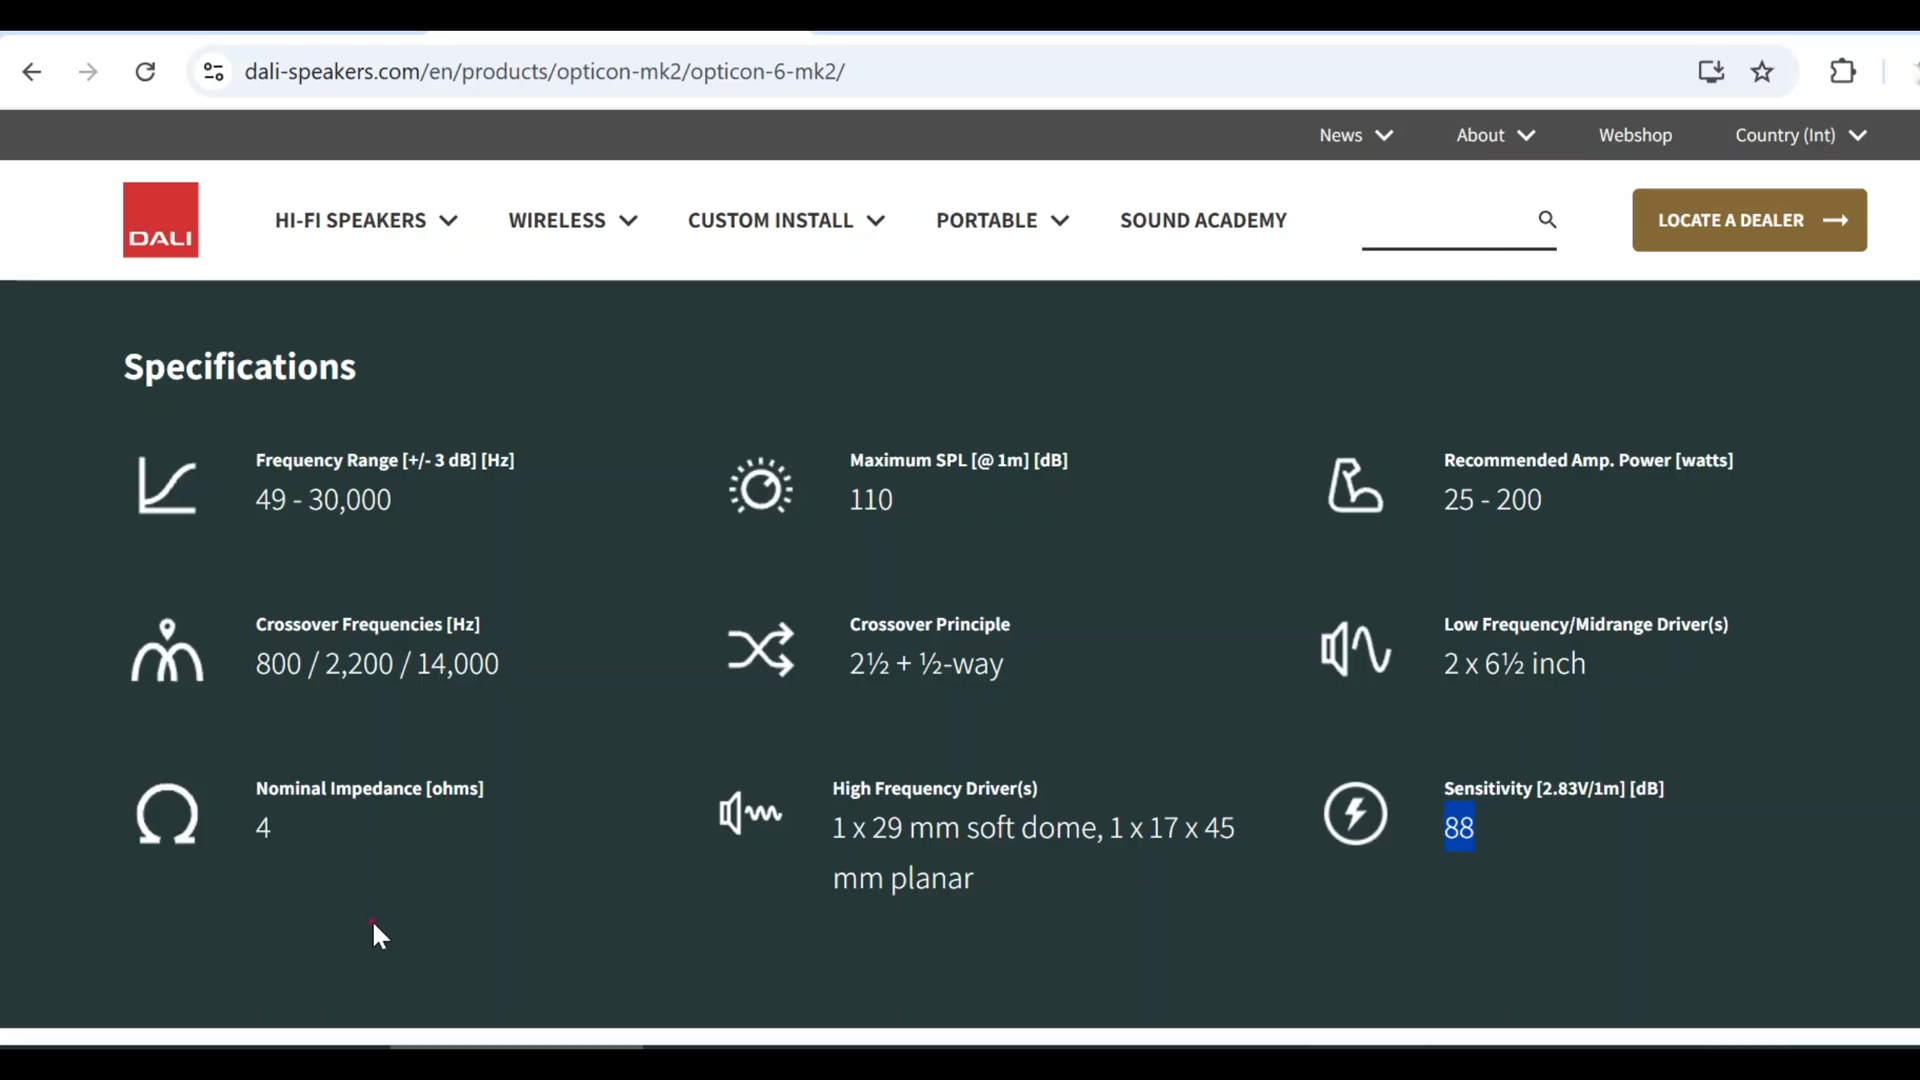 dali-speakers.com/en/products/opticon-mk2/opticon-6-mk2/
News About Webshop Country (Int)
DALI HI-FI SPEAKERS WIRELESS CUSTOM INSTALL PORTABLE SOUND ACADEMY LOCATE A DEALER
Specifications
Frequency Range [+/- 3 dB] [Hz]
49 - 30,000
Maximum SPL [@ 1m] [dB]
110
Recommended Amp. Power [watts]
25 - 200
Crossover Frequencies [Hz]
800 / 2,200 / 14,000
Crossover Principle
2½ + ½-way
Low Frequency/Midrange Driver(s)
2 x 6½ inch
Nominal Impedance [ohms]
4
High Frequency Driver(s)
1 x 29 mm soft dome, 1 x 17 x 45
mm planar
Sensitivity [2.83V/1m] [dB]
88